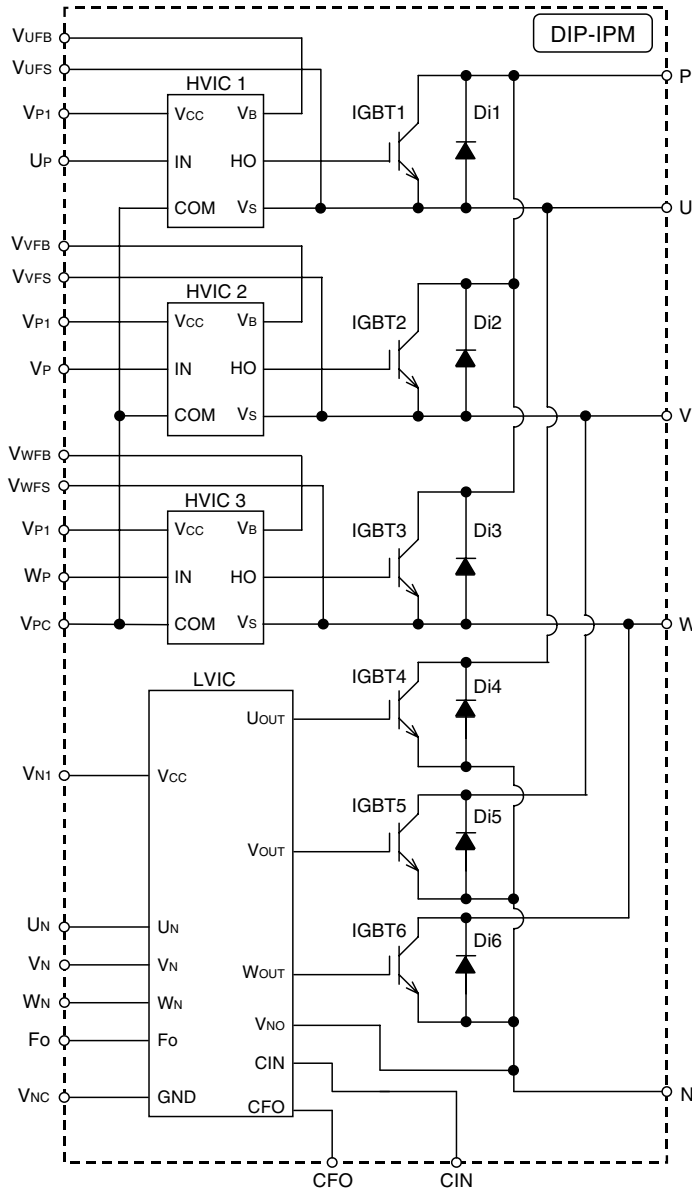 DIP-IPM
VUFB
VUFS
HVIC 1
P
VP1
VCC
VB
IGBT1
Di1
UP
IN
HO
COM
VS
U
VVFB
VVFS
HVIC 2
VP1
VCC
VB
IGBT2
Di2
VP
IN
HO
COM
VS
V
VWFB
VWFS
HVIC 3
VP1
VCC
VB
IGBT3
Di3
WP
IN
HO
VPC
COM
VS
W
LVIC
IGBT4
Di4
UOUT
VN1
VCC
IGBT5
Di5
VOUT
UN
UN
IGBT6
Di6
VN
VN
WOUT
WN
WN
VNO
Fo
Fo
CIN
VNC
GND
CFO
N
CFO
CIN